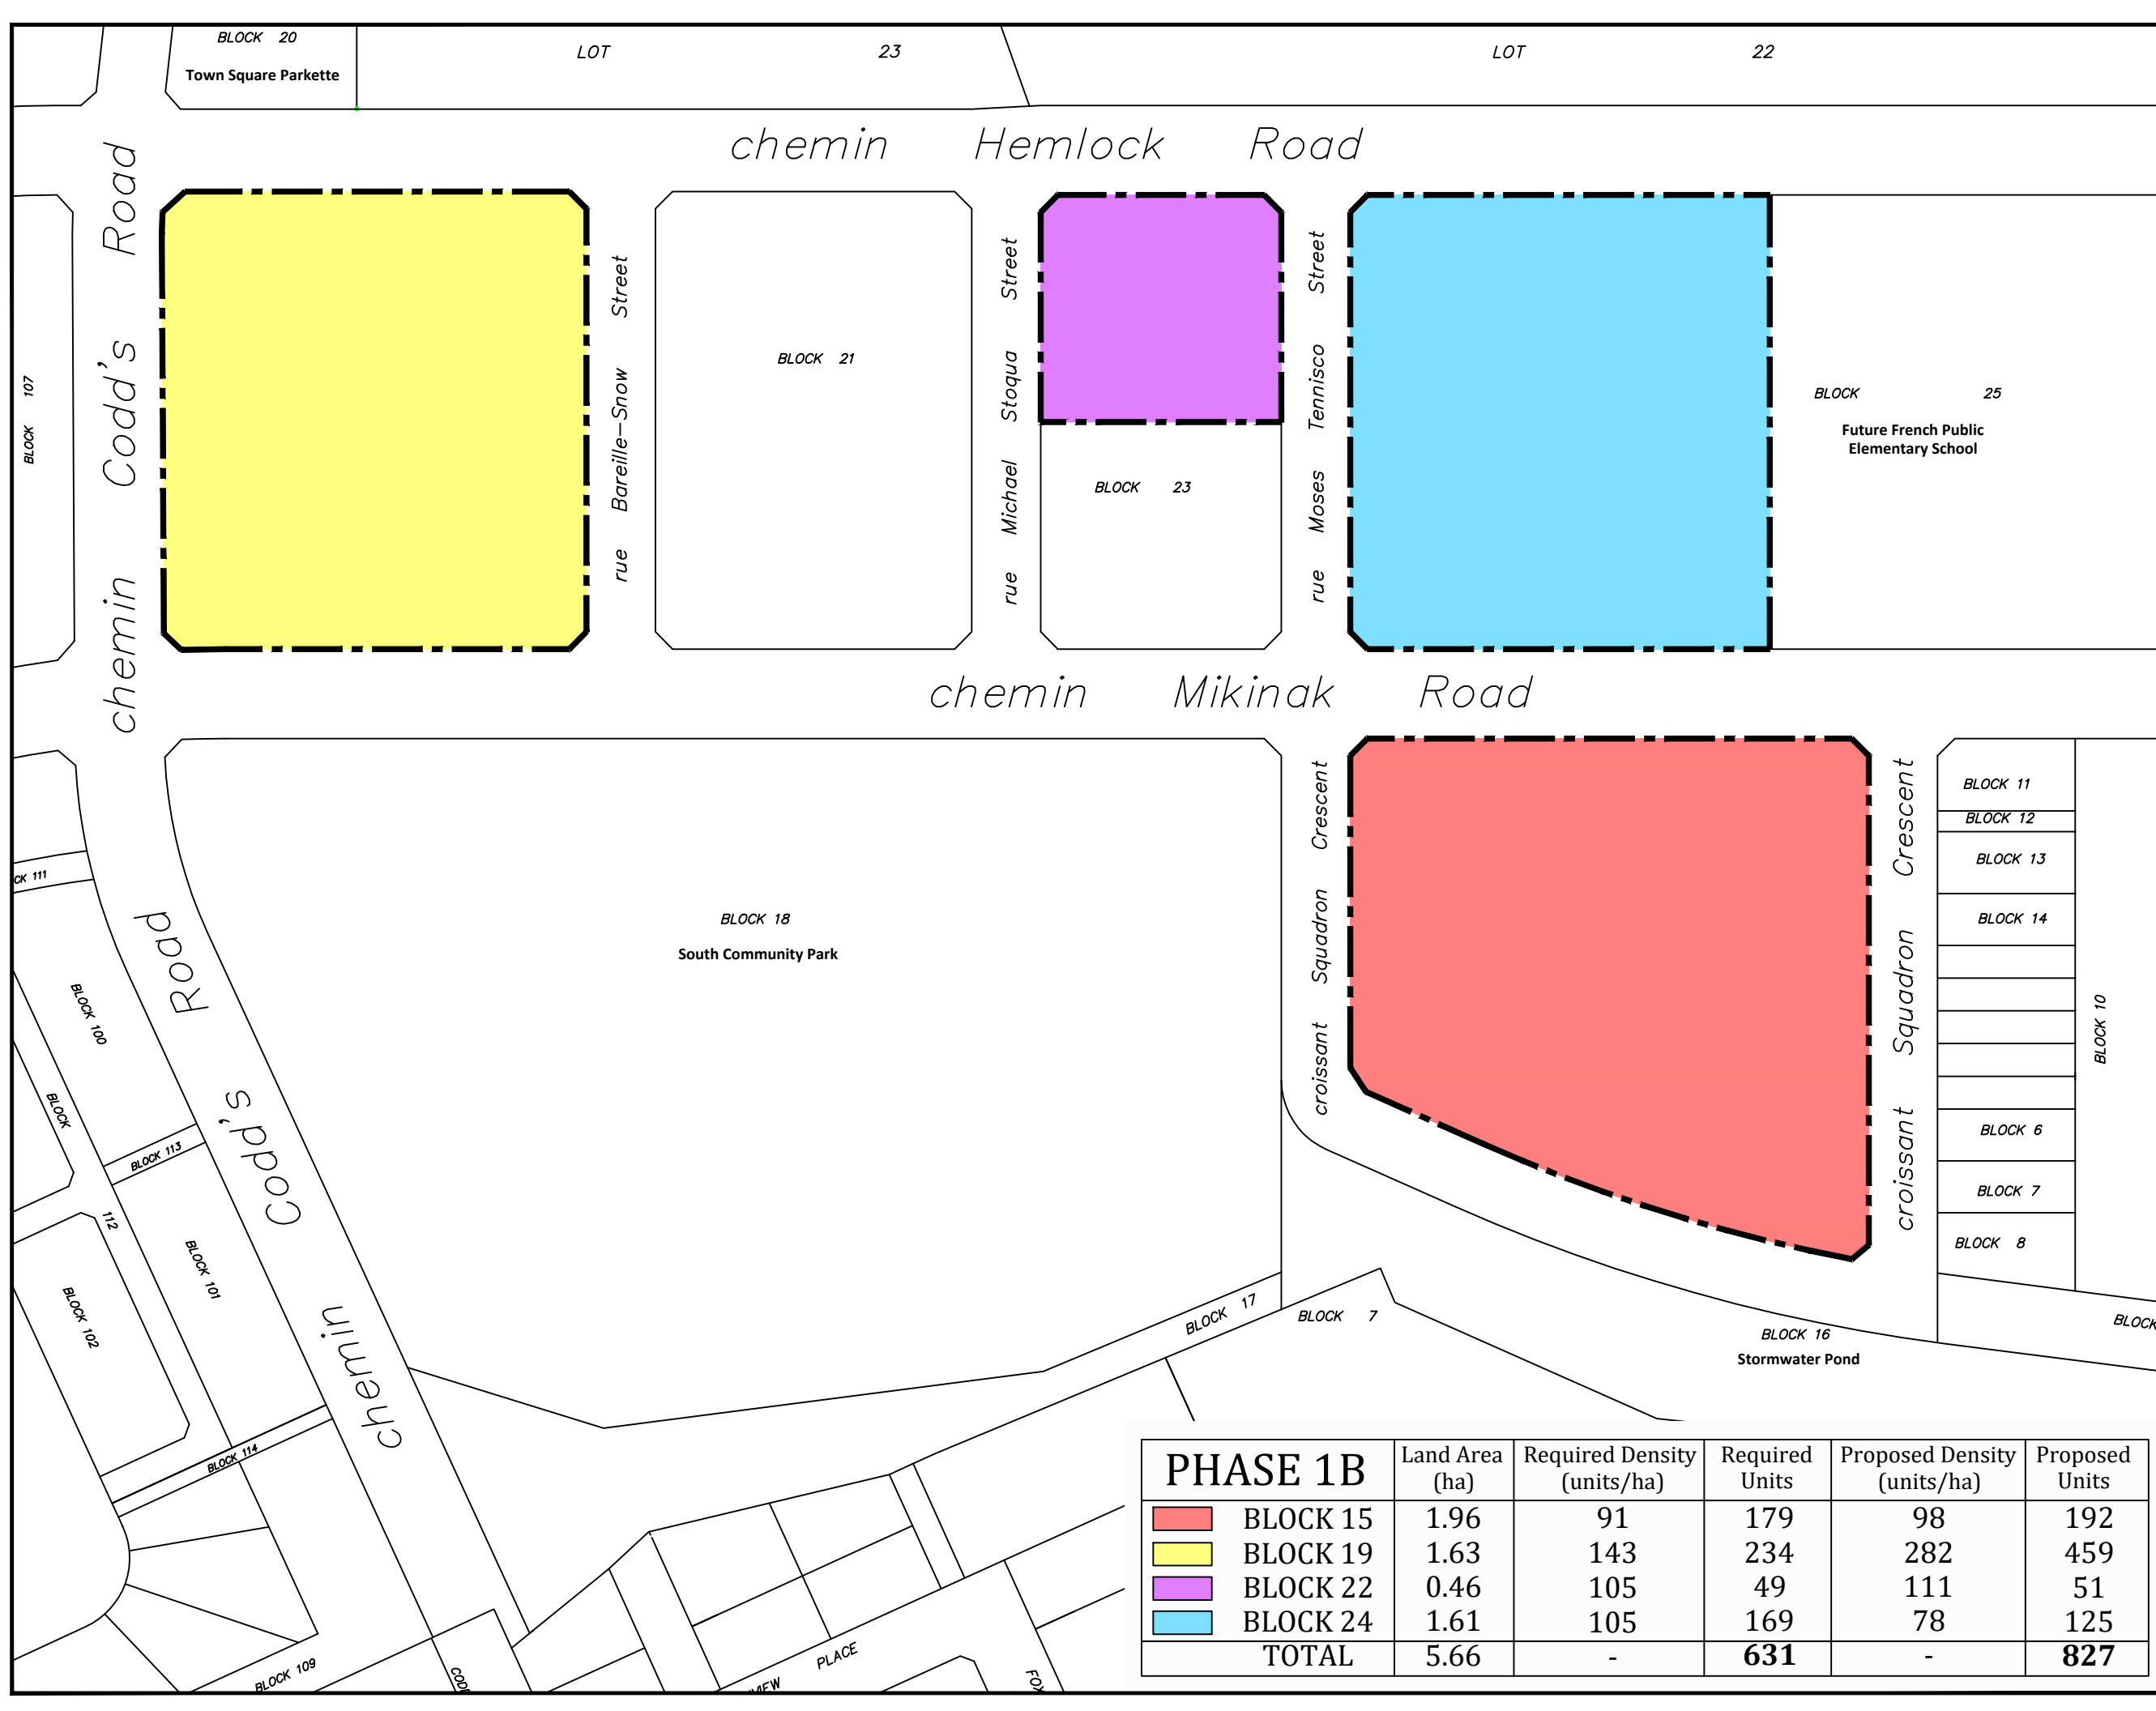 BLOCK 20
Town Square Parkette
LOT 23
LOT 22
chemin Hemlock Road
chemin Codd's Road
BLOCK 107
rue Bareille-Snow Street
BLOCK 21
rue Michael Stoqua Street
BLOCK 23
rue Moses Tennisco Street
BLOCK 25
Future French Public
Elementary School
chemin Mikinak Road
BLOCK 18
South Community Park
croissant Squadron Crescent
croissant Squadron Crescent
BLOCK 11
BLOCK 12
BLOCK 13
BLOCK 14
BLOCK 6
BLOCK 7
BLOCK 8
BLOCK 10
CK 111
chemin Codd's Road
BLOCK 100
BLOCK 112
BLOCK 113
BLOCK 101
BLOCK 102
BLOCK 114
BLOCK 109
BLOCK 17
BLOCK 7
BLOCK 16
Stormwater Pond
BLOCK
PLACE
PHASE 1B Land Area (ha) Required Density (units/ha) Required Units Proposed Density (units/ha) Proposed Units
BLOCK 15 1.96 91 179 98 192
BLOCK 19 1.63 143 234 282 459
BLOCK 22 0.46 105 49 111 51
BLOCK 24 1.61 105 169 78 125
TOTAL 5.66 - 631 - 827